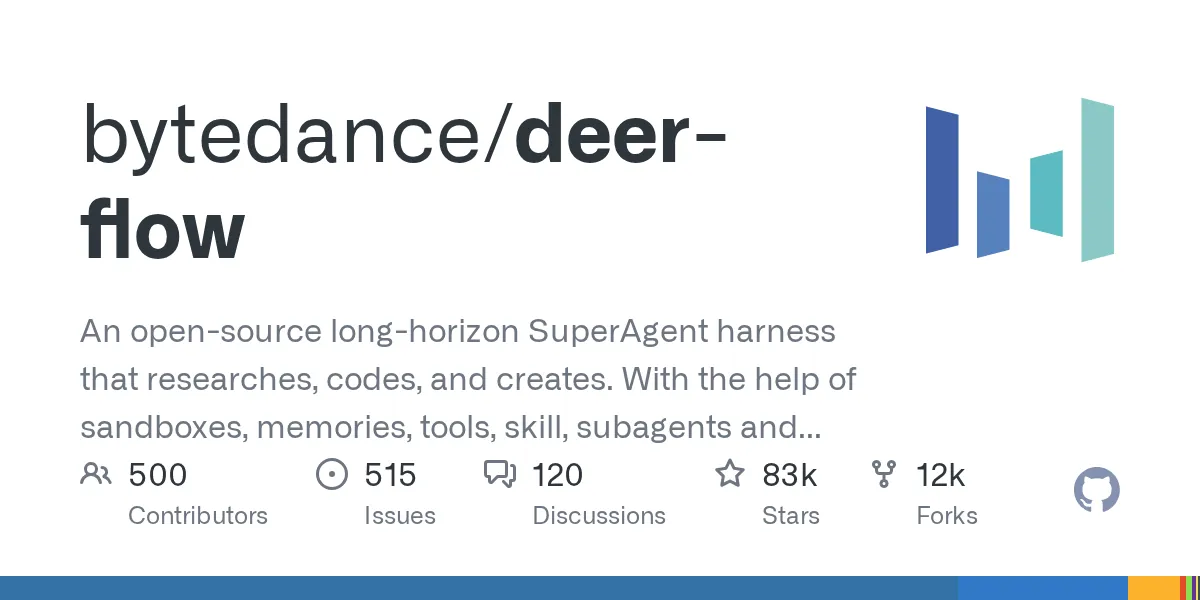 bytedance/deer-
flow
An open-source long-horizon SuperAgent harness
that researches, codes, and creates. With the help of
sandboxes, memories, tools, skill, subagents and...
500 515 120 83k 12k
Contributors Issues Discussions Stars Forks